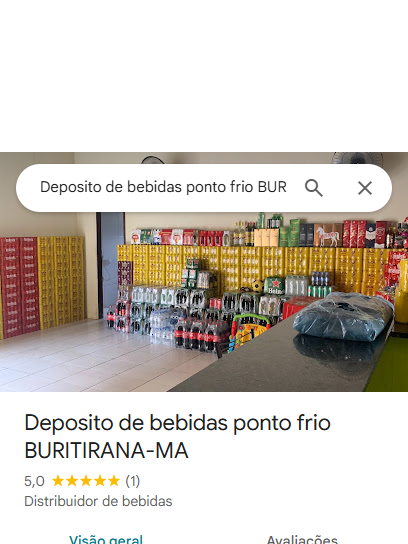 Deposito de bebidas ponto frio BUR
Deposito de bebidas ponto frio
BURITIRANA-MA
5,0 ★★★★★ (1)
Distribuidor de bebidas
Visão geral Avaliações